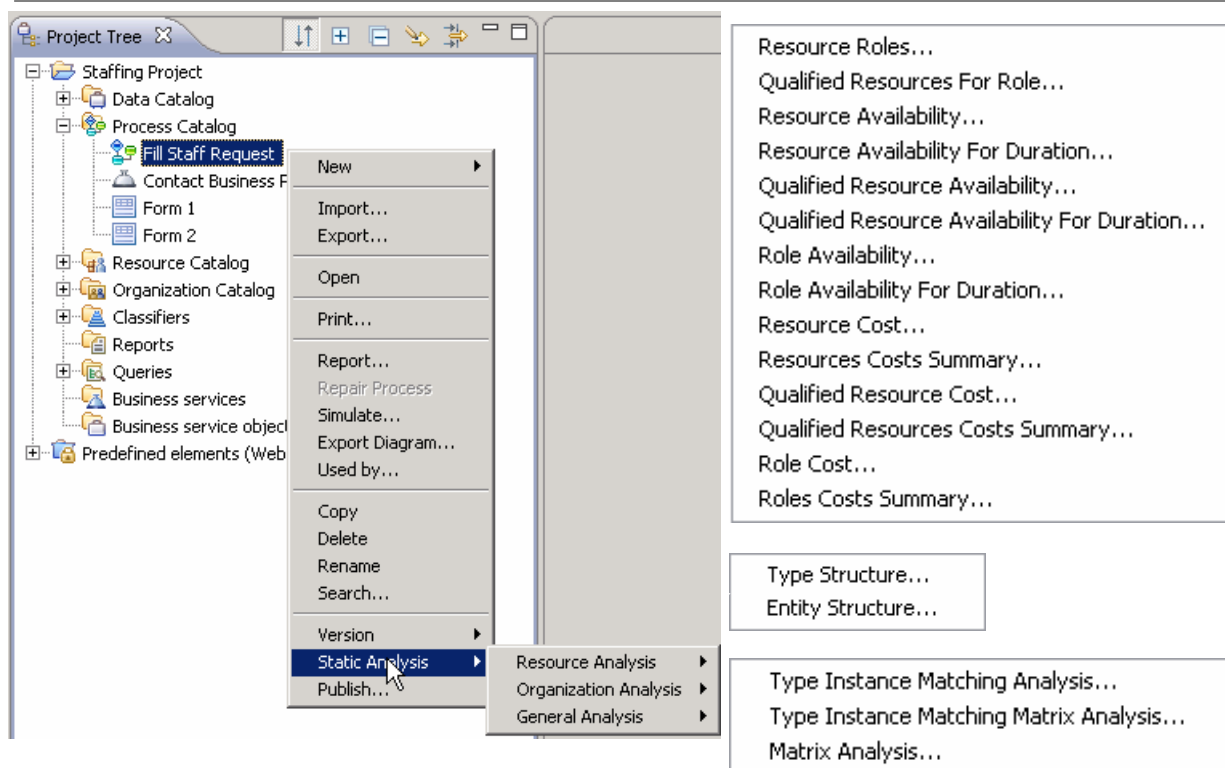 Project Tree
Staffing Project
Data Catalog
Process Catalog
Fill Staff Request
Contact Business F
Form 1
Form 2
Resource Catalog
Organization Catalog
Classifiers
Reports
Queries
Business services
Business service object
Predefined elements (Web
New
Import...
Export...
Open
Print...
Report...
Repair Process
Simulate...
Export Diagram...
Used by...
Copy
Delete
Rename
Search...
Version
Static Analysis
Publish...
Resource Analysis
Organization Analysis
General Analysis
Resource Roles...
Qualified Resources For Role...
Resource Availability...
Resource Availability For Duration...
Qualified Resource Availability...
Qualified Resource Availability For Duration...
Role Availability...
Role Availability For Duration...
Resource Cost...
Resources Costs Summary...
Qualified Resource Cost...
Qualified Resources Costs Summary...
Role Cost...
Roles Costs Summary...
Type Structure...
Entity Structure...
Type Instance Matching Analysis...
Type Instance Matching Matrix Analysis...
Matrix Analysis...